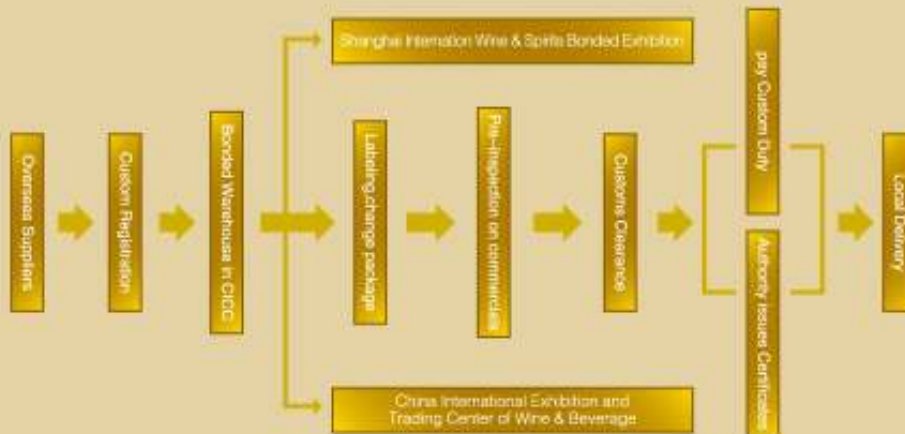 Shanghai Internation Wine & Spirits Bonded Exhibition
Overseas Suppliers
Custom Registration
Bonded Warehouse in CICC
Labeling,change package
Pre-inspection on commercials
Customs Clearance
pay Custom Duty
Authority issues Certificates
Local Delivery
China International Exhibition and
Trading Center of Wine & Beverage